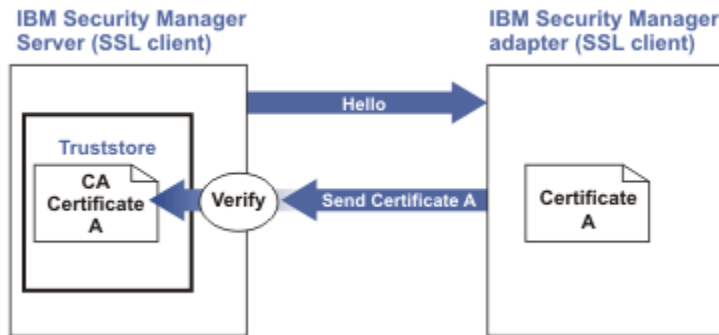 IBM Security Manager
Server (SSL client)
IBM Security Manager
adapter (SSL client)
Hello
Truststore
CA
Certificate
A
Verify
Send Certificate A
Certificate
A